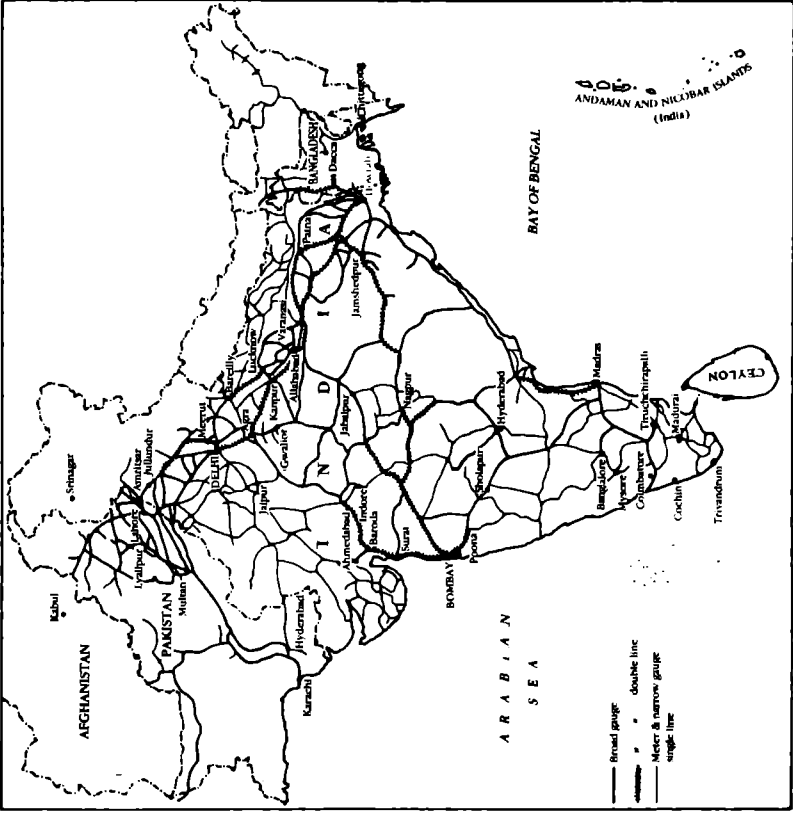 AFGHANISTAN
Kabul
Srinagar
PAKISTAN
Lahore
Amritsar
Jullundur
Lyallpur
Multan
Hyderabad
Karachi
DELHI
Meerut
Bareilly
Agra
Jaipur
Gwalior
Kanpur
Lucknow
Allahabad
Varanasi
Patna
BANGLADESH
Dacca
Chittagong
Howrah
I N D I A
Ahmedabad
Indore
Baroda
Surat
Jabalpur
Jamshedpur
Nagpur
BOMBAY
Poona
Sholapur
Hyderabad
Bangalore
Mysore
Coimbatore
Cochin
Trivandrum
Madras
Tiruchchirapalli
Madurai
CEYLON
ARABIAN
SEA
BAY OF BENGAL
ANDAMAN AND NICOBAR ISLANDS
(India)
Broad gauge
" " double line
Meter & narrow gauge
single line